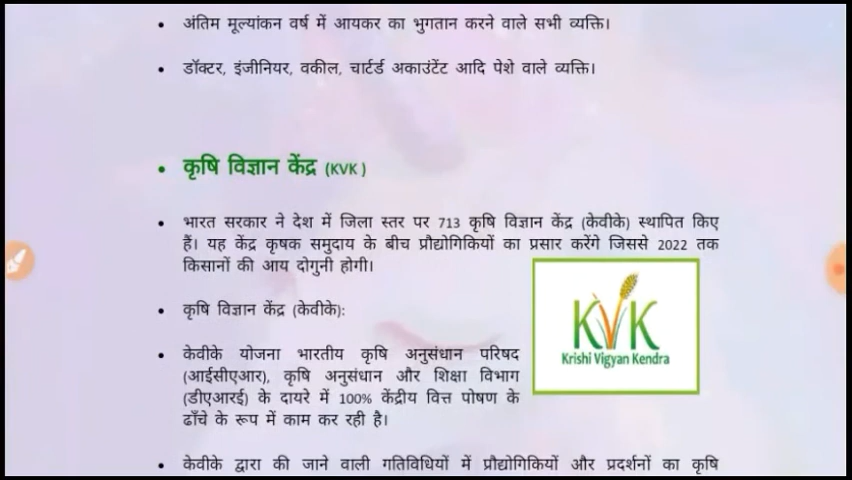 • अंतिम मूल्यांकन वर्ष में आयकर का भुगतान करने वाले सभी व्यक्ति।
• डॉक्टर, इंजीनियर, वकील, चार्टर्ड अकाउंटेंट आदि पेशे वाले व्यक्ति।
• कृषि विज्ञान केंद्र (KVK )
• भारत सरकार ने देश में जिला स्तर पर 713 कृषि विज्ञान केंद्र (केवीके) स्थापित किए
हैं। यह केंद्र कृषक समुदाय के बीच प्रौद्योगिकियों का प्रसार करेंगे जिससे 2022 तक
किसानों की आय दोगुनी होगी।
• कृषि विज्ञान केंद्र (केवीके):
• केवीके योजना भारतीय कृषि अनुसंधान परिषद
(आईसीएआर), कृषि अनुसंधान और शिक्षा विभाग
(डीएआरई) के दायरे में 100% केंद्रीय वित्त पोषण के
ढाँचे के रूप में काम कर रही है।
KVK
Krishi Vigyan Kendra
• केवीके द्वारा की जाने वाली गतिविधियों में प्रौद्योगिकियों और प्रदर्शनों का कृषि